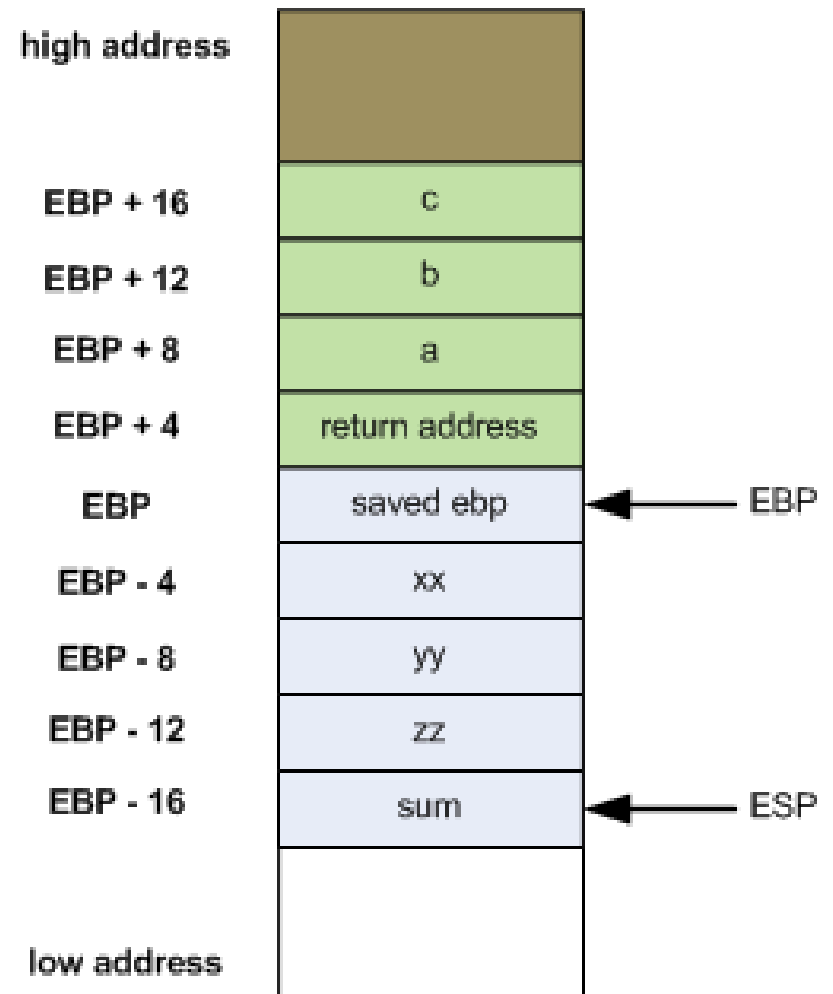 high address
EBP + 16 c
EBP + 12 b
EBP + 8 a
EBP + 4 return address
EBP saved ebp EBP
EBP - 4 xx
EBP - 8 yy
EBP - 12 zz
EBP - 16 sum ESP
low address